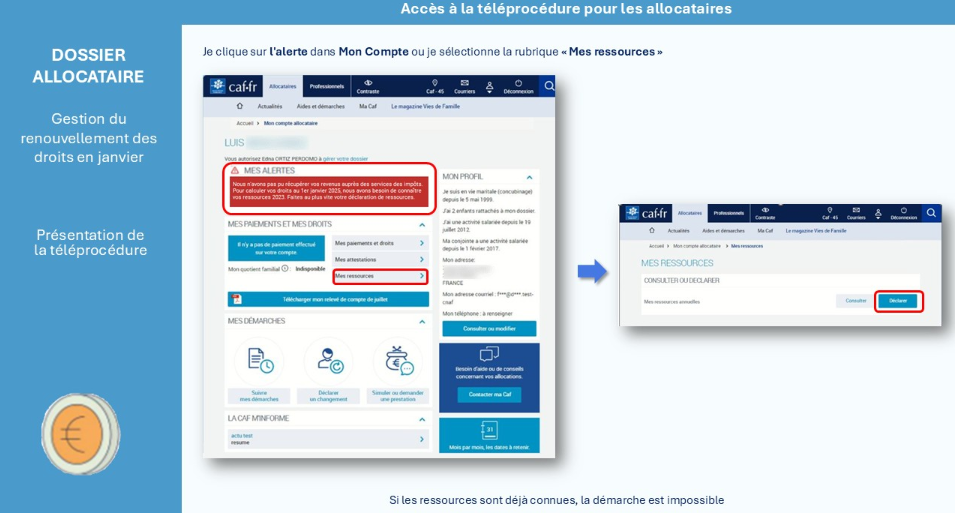 Accès à la téléprocédure pour les allocataires
DOSSIER
ALLOCATAIRE
Gestion du
renouvellement des
droits en janvier
Présentation de
la téléprocédure
Je clique sur l'alerte dans Mon Compte ou je sélectionne la rubrique « Mes ressources »
caf.fr
Allocataires
Professionnels
Contraste
Caf - 45
Courriers
Déconnexion
Actualités
Aides et démarches
Ma Caf
Le magazine Vies de Famille
Accueil > Mon compte allocataire
LUIS
Vous autorisez Edna ORTIZ PERDOMO à gérer votre dossier
MES ALERTES
Nous n'avons pas pu récupérer vos revenus auprès des services des impôts.
Pour calculer vos droits au 1er janvier 2025, nous avons besoin de connaître
vos ressources 2023. Faites au plus vite votre déclaration de ressources.
MES PAIEMENTS ET MES DROITS
Il n'y a pas de paiement effectué
sur votre compte
Mon quotient familial : Indisponible
Mes paiements et droits
Mes attestations
Mes ressources
Télécharger mon relevé de compte de paiement
MES DÉMARCHES
Suivre
mes démarches
Déclarer
un changement
Simuler ou demander
une prestation
LA CAF M'INFORME
actu test
resume
MON PROFIL
Je suis en vie maritale (concubinage)
depuis le 5 mai 1999.
J'ai 2 enfants rattachés à mon dossier.
J'ai une activité salariée depuis le 19
juillet 2012.
Ma conjointe a une activité salariée
depuis le 1 février 2017.
Mon adresse:
FRANCE
Mon adresse courriel : f***@d*** test-
cnaf
Mon téléphone : à renseigner
Consulter ou modifier
Besoin d'aide ou de conseils
concernant vos allocations.
Contacter ma Caf
31
Mois par mois, les dates à retenir
caf.fr
Allocataires
Professionnels
Contraste
Caf - 45
Courriers
Déconnexion
Actualités
Aides et démarches
Ma Caf
Le magazine Vies de Famille
Accueil > Mon compte allocataire > Mes ressources
MES RESSOURCES
CONSULTER OU DECLARER
Mes ressources annuelles
Consulter
Déclarer
Si les ressources sont déjà connues, la démarche est impossible